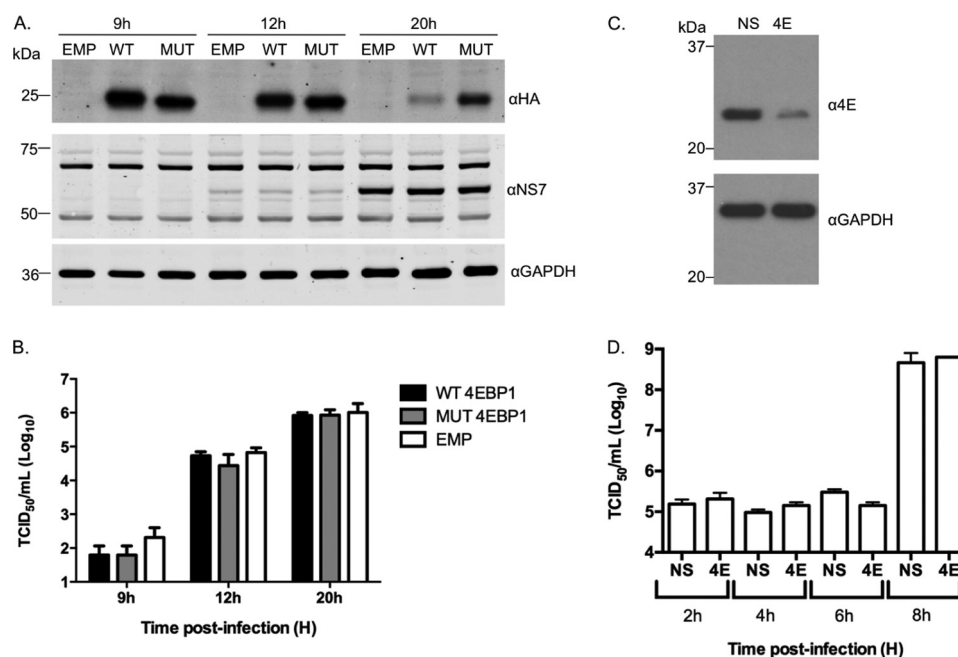 A.
9h 12h 20h
kDa EMP WT MUT EMP WT MUT EMP WT MUT
25 αHA
75
αNS7
50
36 αGAPDH
B.
7
6
5
4
3
2
1
TCID50/mL (Log10)
WT 4EBP1
MUT 4EBP1
EMP
9h 12h 20h
Time post-infection (H)
C.
kDa NS 4E
37
α4E
20
37
αGAPDH
20
D.
9
8
7
6
5
4
TCID50/mL (Log10)
NS 4E NS 4E NS 4E NS 4E
2h 4h 6h 8h
Time post-infection (H)